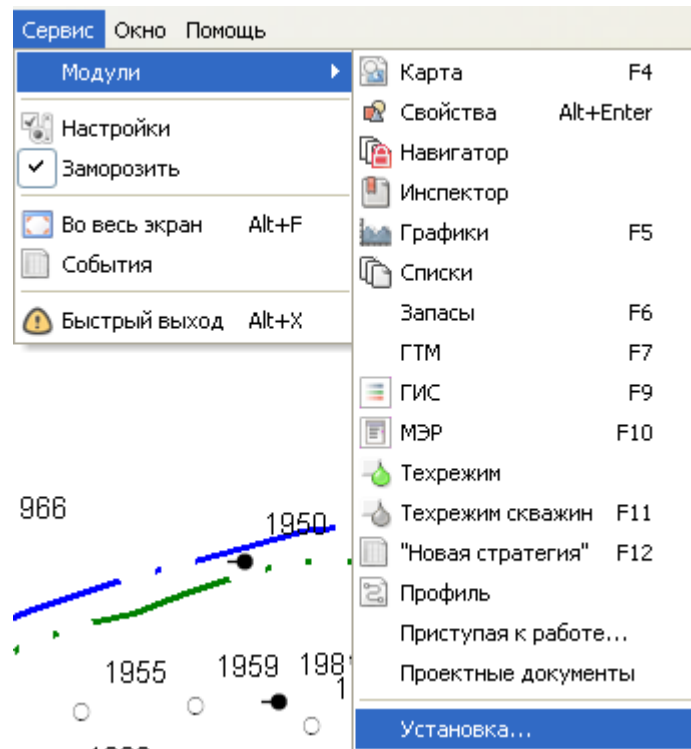 Сервис Окно Помощь
Модули
Настройки
Заморозить
Во весь экран Alt+F
События
Быстрый выход Alt+X
Карта F4
Свойства Alt+Enter
Навигатор
Инспектор
Графики F5
Списки
Запасы F6
ГТМ F7
ГИС F9
МЭР F10
Техрежим
Техрежим скважин F11
"Новая стратегия" F12
Профиль
Приступая к работе...
Проектные документы
Установка...
966
1950
1955
1959